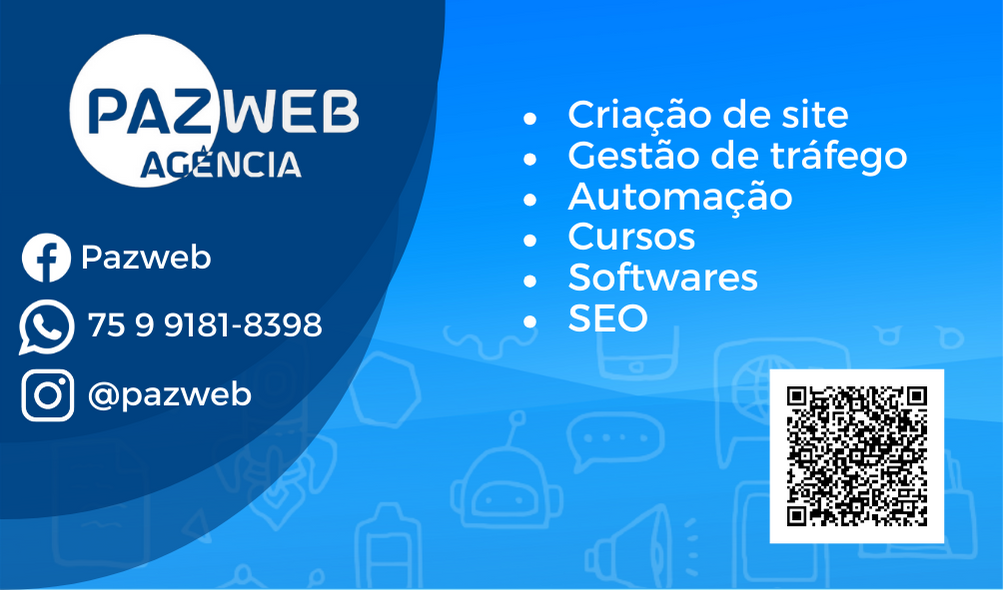 PAZWEB
AGÊNCIA
Pazweb
75 9 9181-8398
@pazweb
• Criação de site
• Gestão de tráfego
• Automação
• Cursos
• Softwares
• SEO